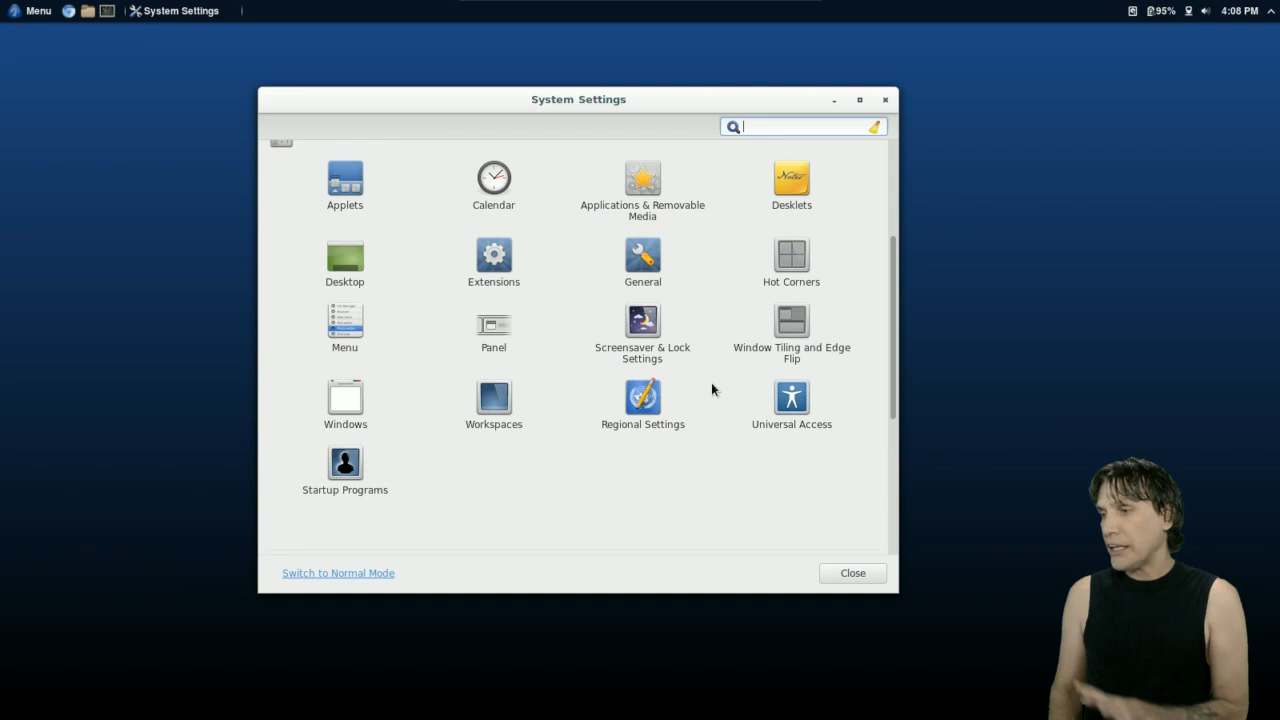 Menu
System Settings
95%
4:08 PM
System Settings
Applets
Calendar
Applications & Removable
Media
Desklets
Notes
Desktop
Extensions
General
Hot Corners
Menu
Panel
Screensaver & Lock
Settings
Window Tiling and Edge
Flip
Windows
Workspaces
Regional Settings
Universal Access
Startup Programs
Switch to Normal Mode
Close